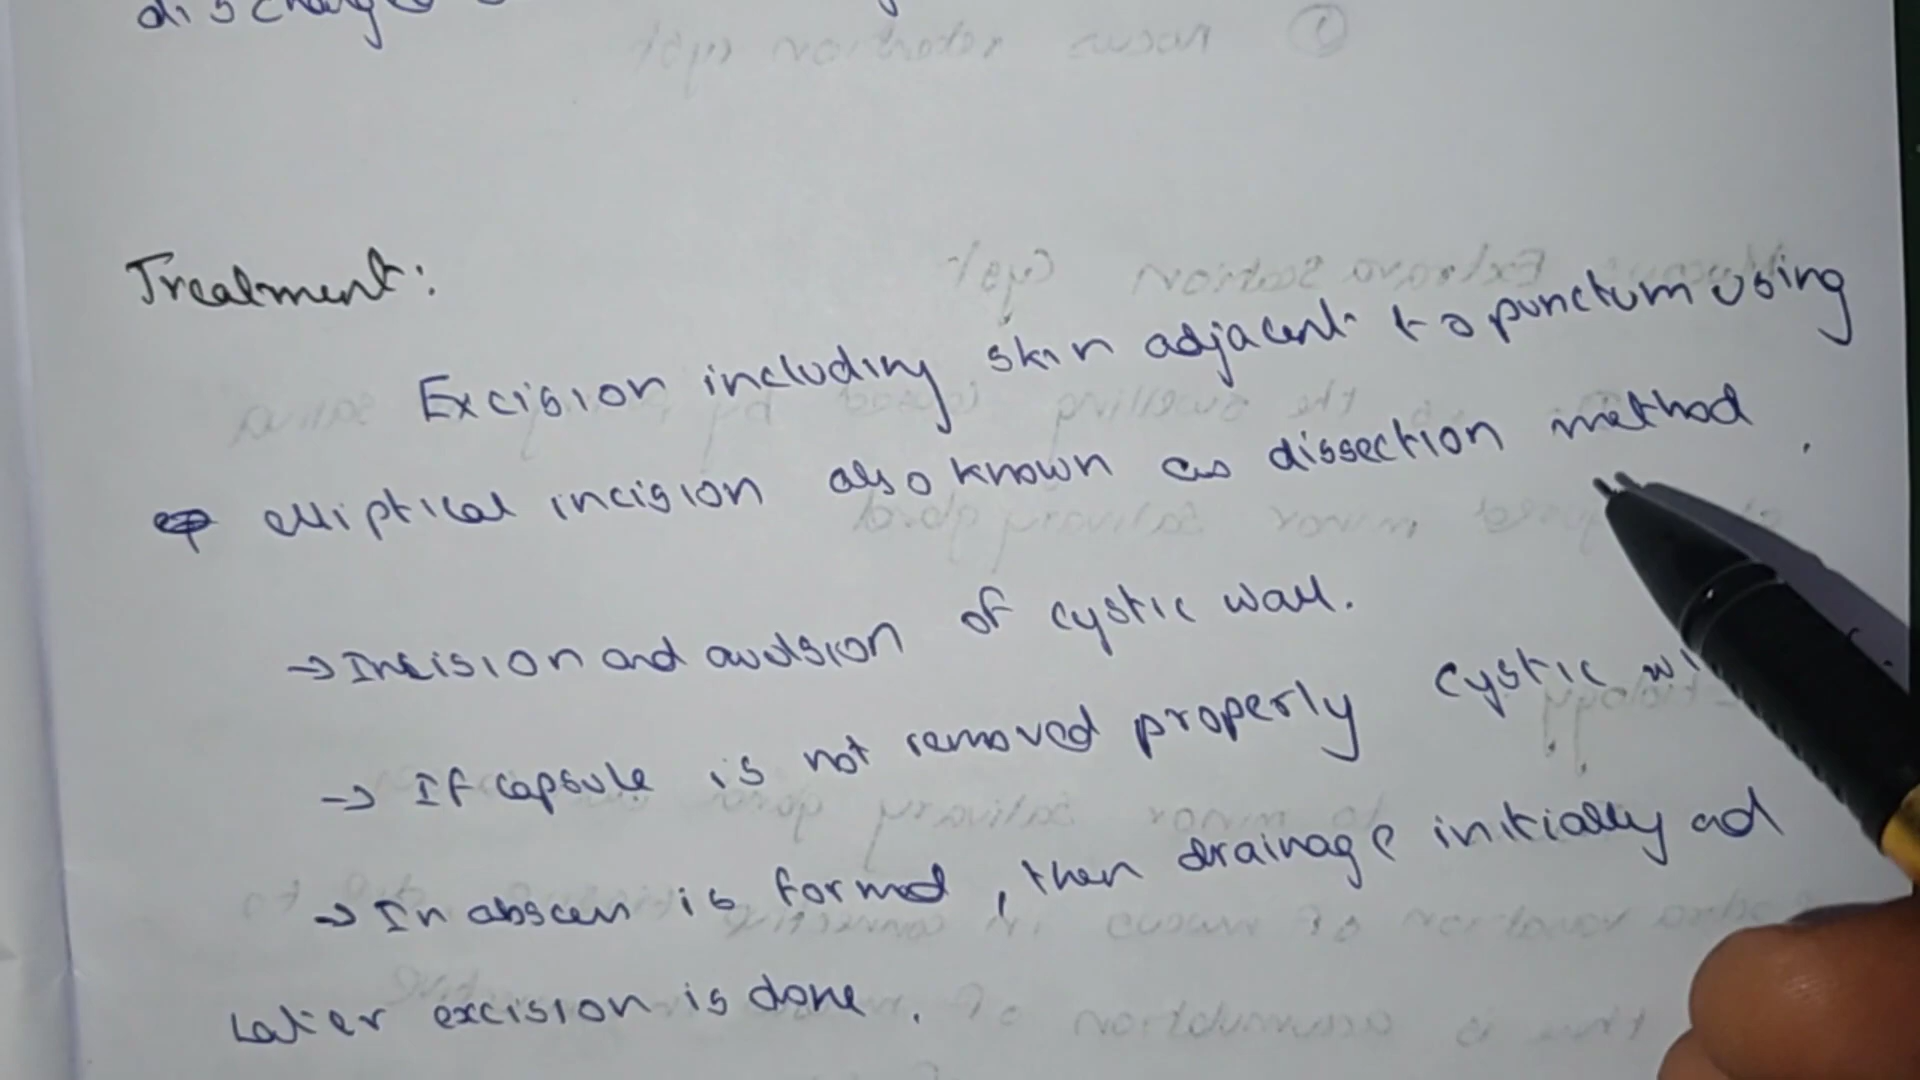 Treatment:
Excision including skin adjacent to punctum using
elliptical incision also known as dissection method.
→ Incision and avulsion of cystic wall.
→ If capsule is not removed properly cystic
→ In abscen is formed, then drainage initially ad
Later excision is done.